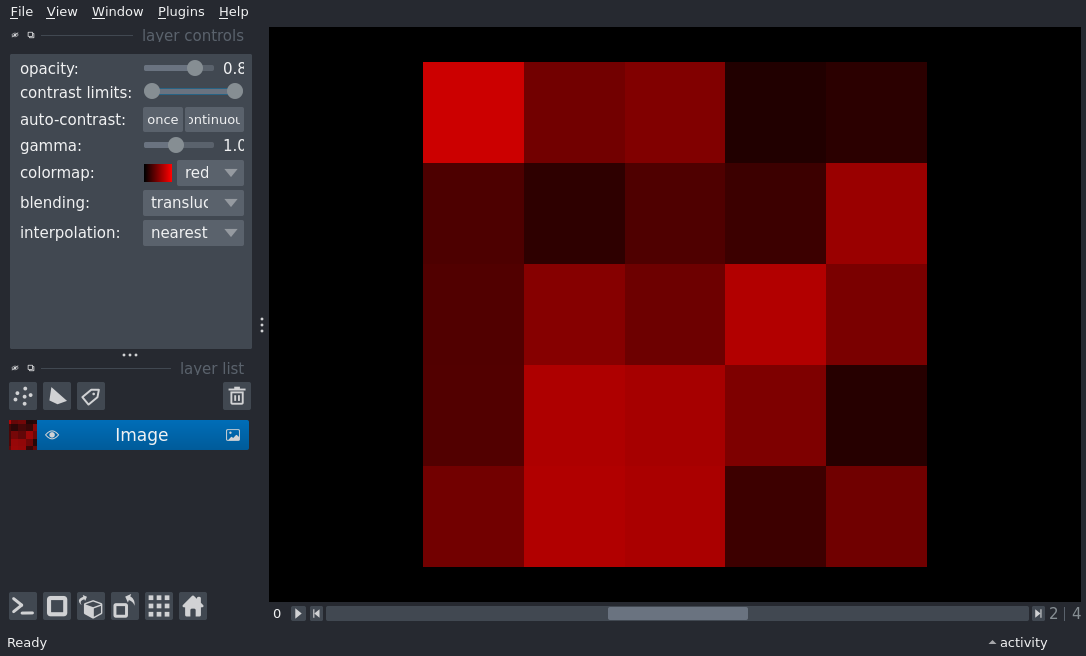 File View Window Plugins Help
layer controls
opacity: 0.8
contrast limits:
auto-contrast: once ontinuou
gamma: 1.0
colormap: red
blending: transluc
interpolation: nearest
layer list
Image
0 2 | 4
Ready activity